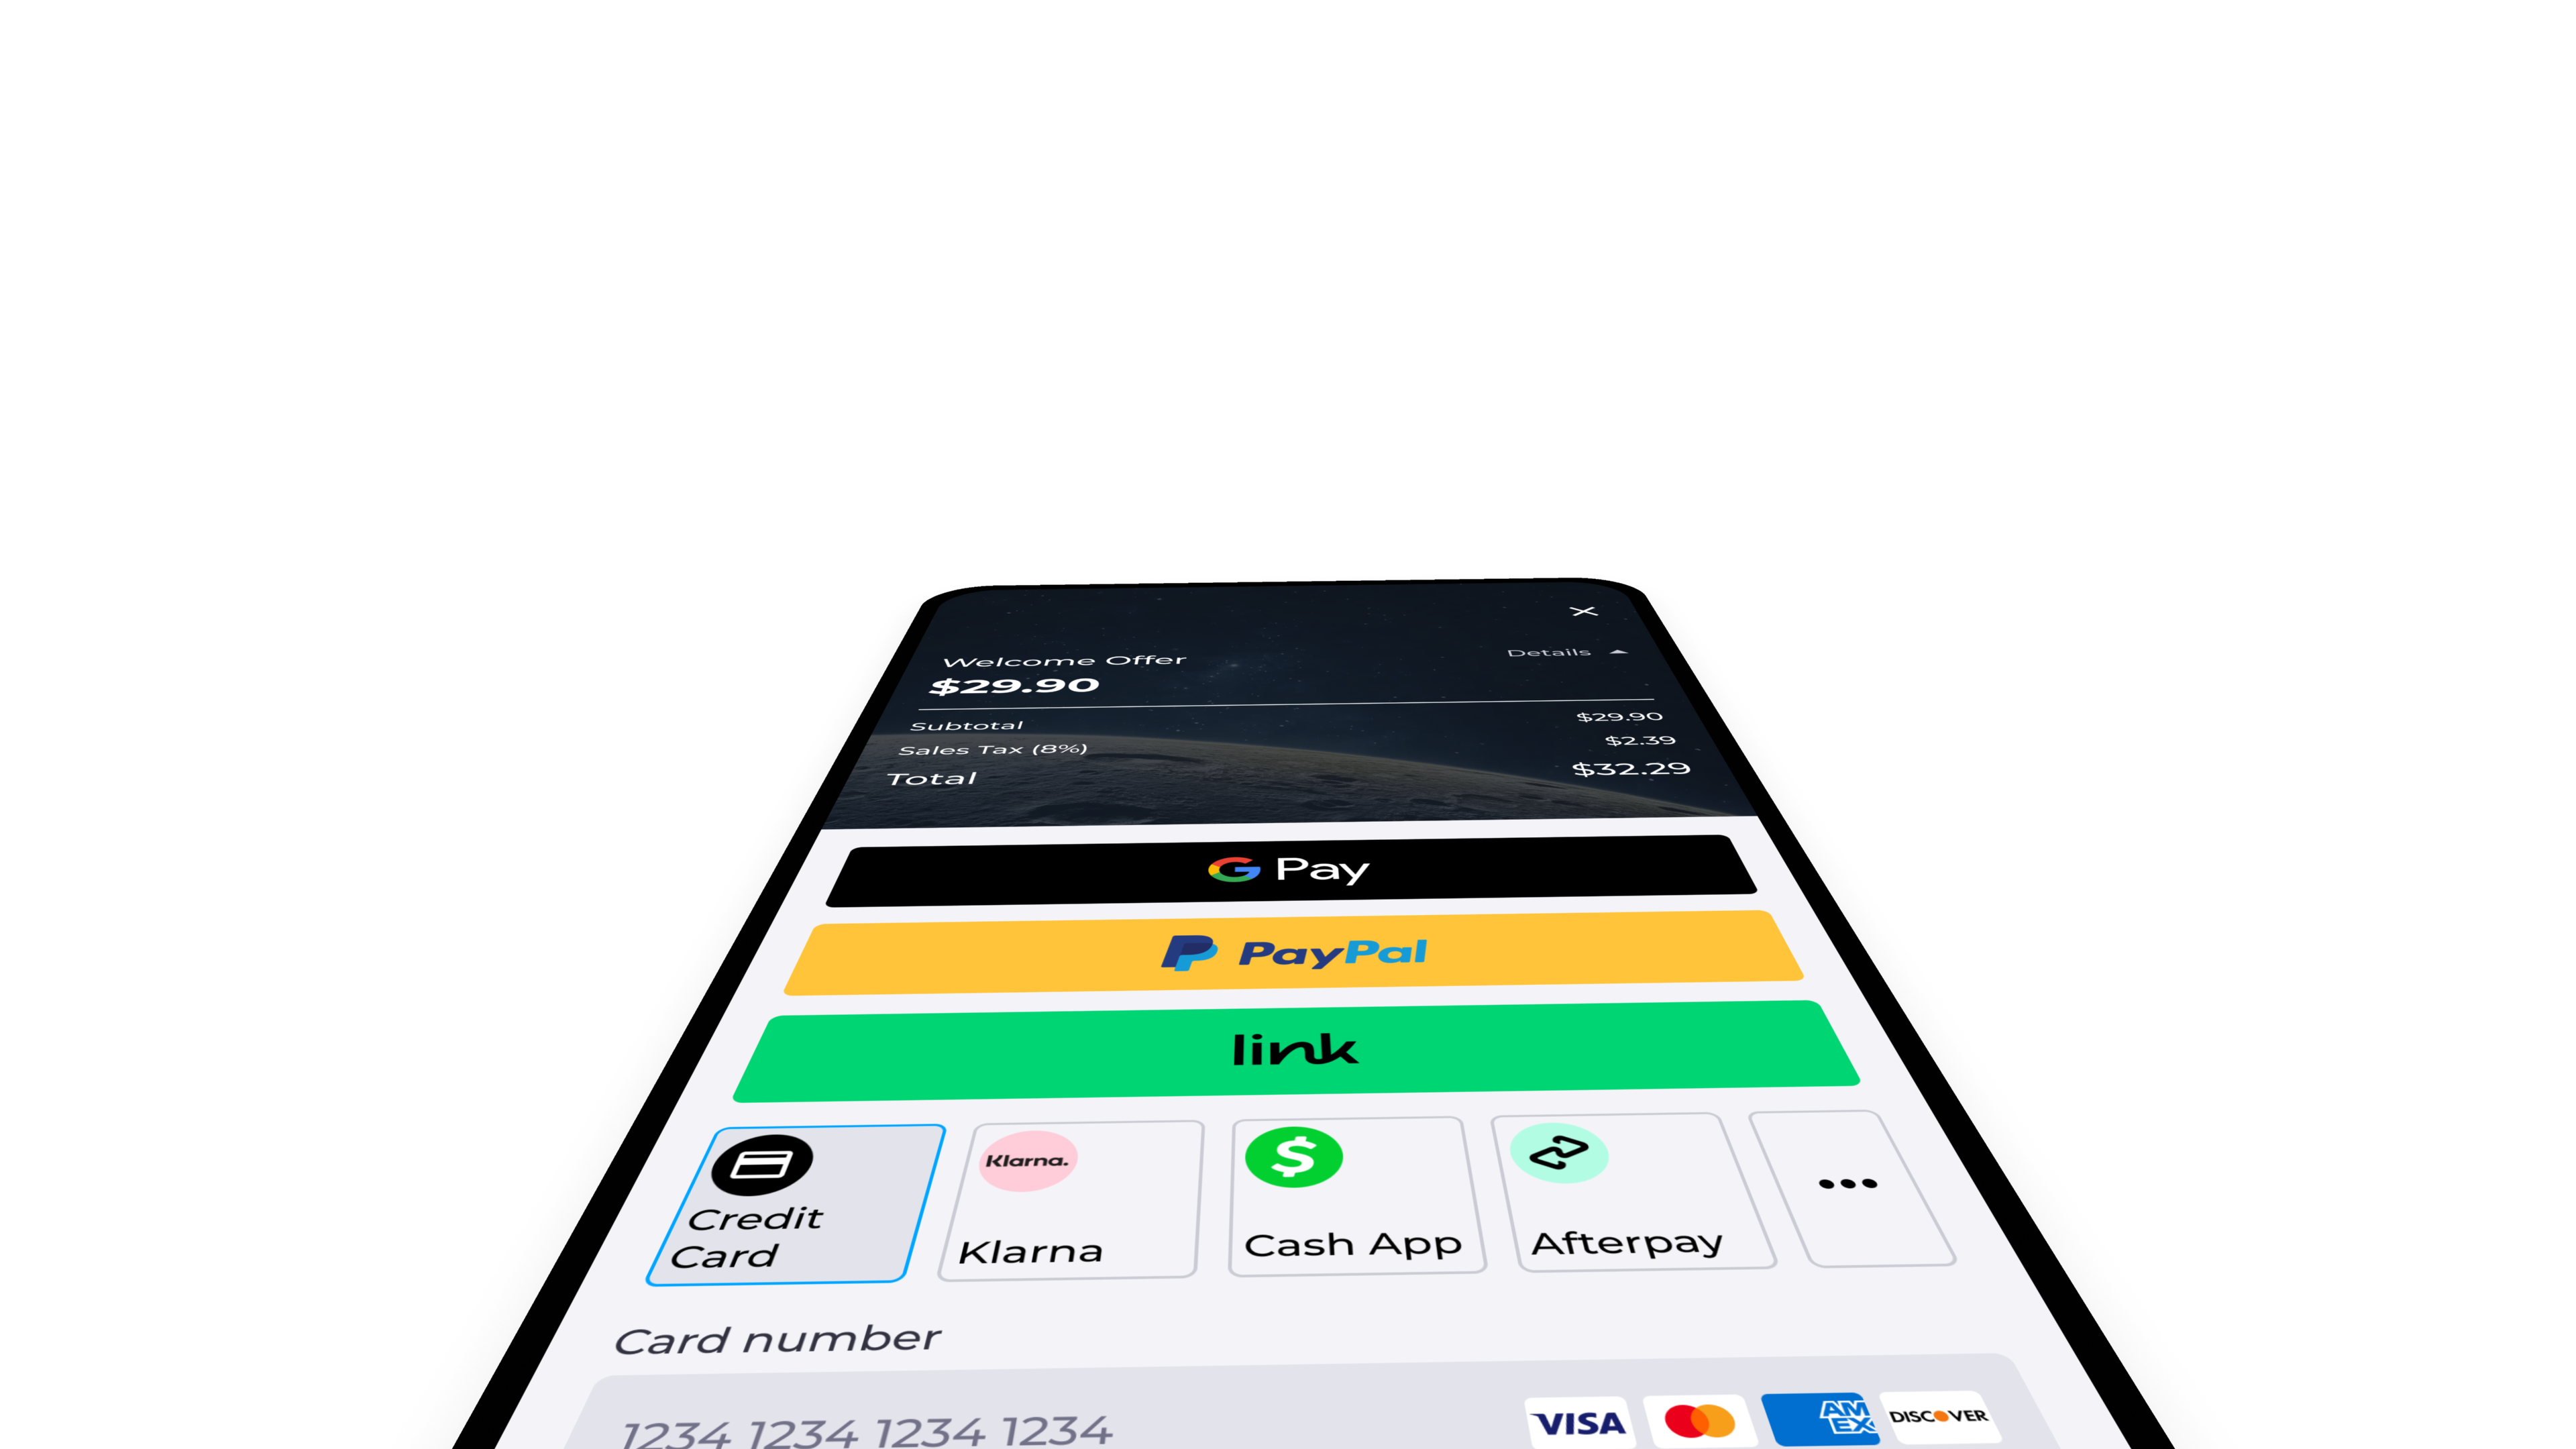 Welcome Offer
Details
$29.90
Subtotal $29.90
Sales Tax (8%) $2.39
Total $32.29
G Pay
PayPal
link
Klarna.
Credit Card
Klarna
Cash App
Afterpay
Card number
1234 1234 1234 1234
VISA
AM EX
DISCOVER